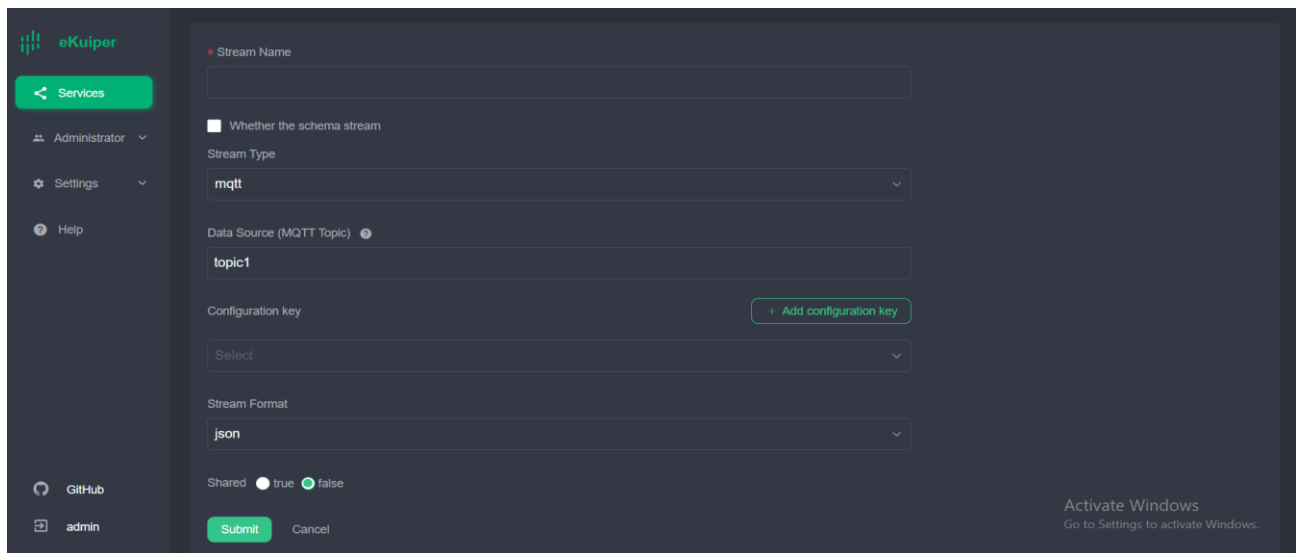 eKuiper
Services
Administrator
Settings
Help
GitHub
admin
* Stream Name
Whether the schema stream
Stream Type
mqtt
Data Source (MQTT Topic) ?
topic1
Configuration key
+ Add configuration key
Select
Stream Format
json
Shared true false
Submit Cancel
Activate Windows
Go to Settings to activate Windows.